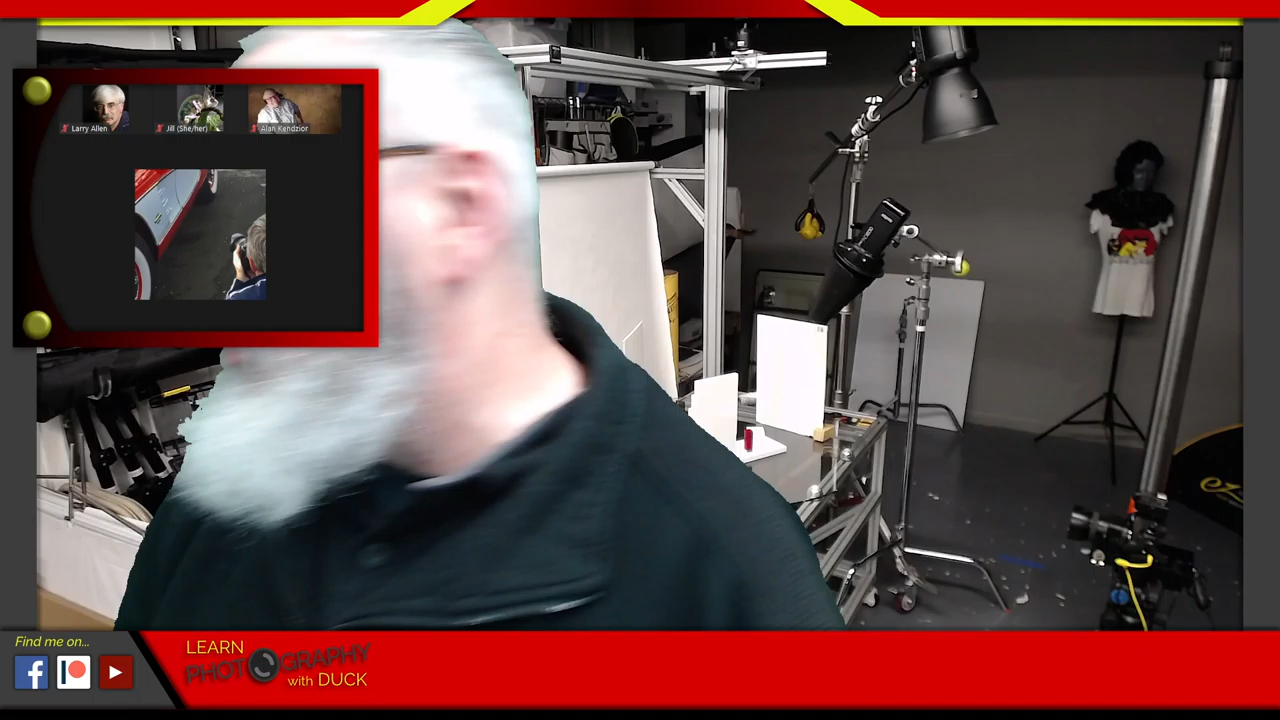 Larry Allen
Jill (She/her)
Alan Kendzior
Find me on...
LEARN
PHOTOGRAPHY
with DUCK